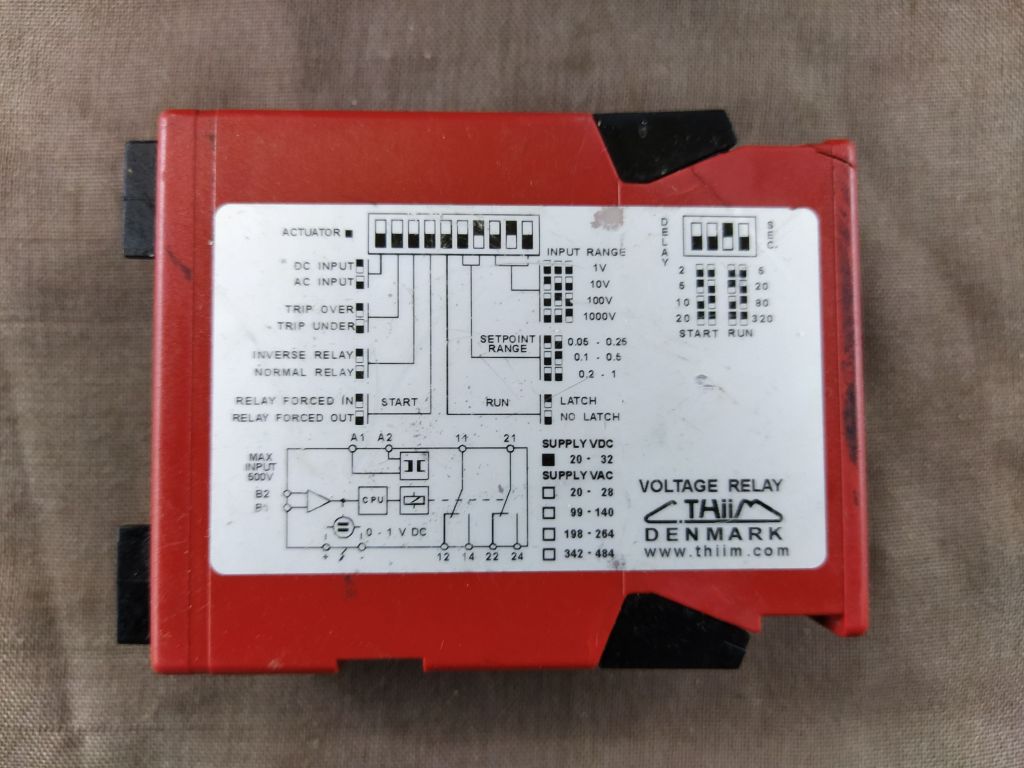 ACTUATOR
DC INPUT
AC INPUT
TRIP OVER
TRIP UNDER
INVERSE RELAY
NORMAL RELAY
RELAY FORCED IN
RELAY FORCED OUT
START
RUN
INPUT RANGE
1V
10V
100V
1000V
SETPOINT
RANGE
0.05 - 0.25
0.1 - 0.5
0.2 - 1
LATCH
NO LATCH
DELAY
SEC.
2 5
5 20
10 80
20 320
START RUN
MAX
INPUT
500V
A1 A2 11 21
B2
B1
CPU
0 - 1 V DC
+ -
12 14 22 24
SUPPLY VDC
20 - 32
SUPPLY VAC
20 - 28
99 - 140
198 - 264
342 - 484
VOLTAGE RELAY
C.THiiM
DENMARK
www.thiim.com